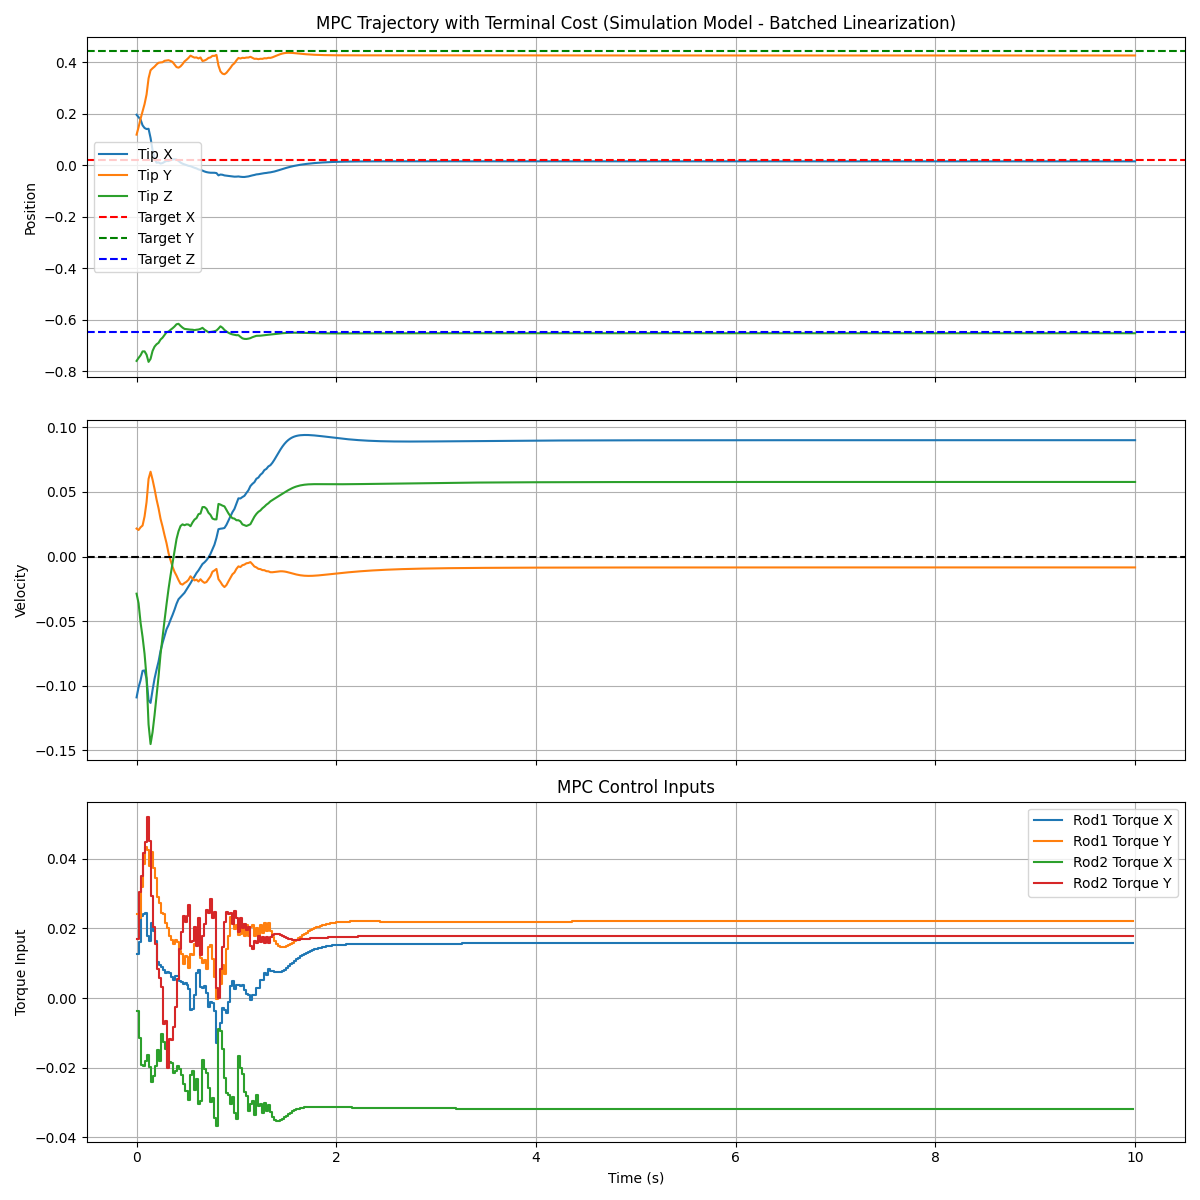 MPC Trajectory with Terminal Cost (Simulation Model - Batched Linearization)
0.4
0.2
0.0
−0.2
−0.4
−0.6
−0.8
Position
Tip X
Tip Y
Tip Z
Target X
Target Y
Target Z
0.10
0.05
0.00
−0.05
−0.10
−0.15
Velocity
MPC Control Inputs
0.04
0.02
0.00
−0.02
−0.04
Torque Input
Rod1 Torque X
Rod1 Torque Y
Rod2 Torque X
Rod2 Torque Y
0 2 4 6 8 10
Time (s)